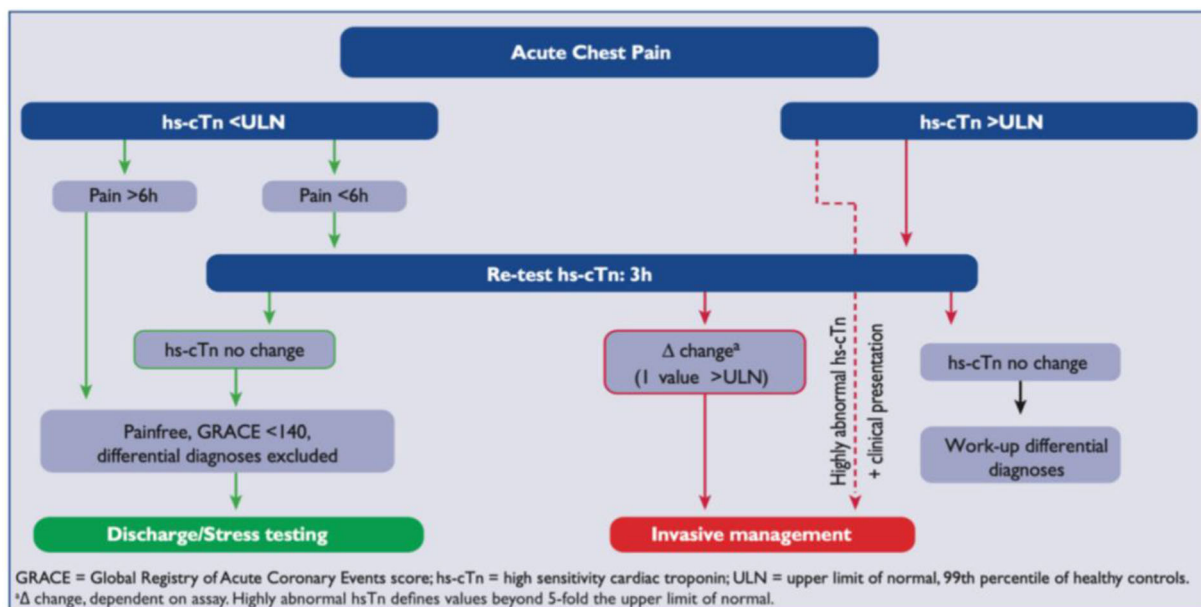 Acute Chest Pain
hs-cTn <ULN
hs-cTn >ULN
Pain >6h
Pain <6h
Re-test hs-cTn: 3h
hs-cTn no change
Δ changeᵃ
(1 value >ULN)
Highly abnormal hs-cTn
+ clinical presentation
hs-cTn no change
Painfree, GRACE <140,
differential diagnoses excluded
Work-up differential
diagnoses
Discharge/Stress testing
Invasive management
GRACE = Global Registry of Acute Coronary Events score; hs-cTn = high sensitivity cardiac troponin; ULN = upper limit of normal, 99th percentile of healthy controls.
ᵃΔ change, dependent on assay. Highly abnormal hsTn defines values beyond 5-fold the upper limit of normal.